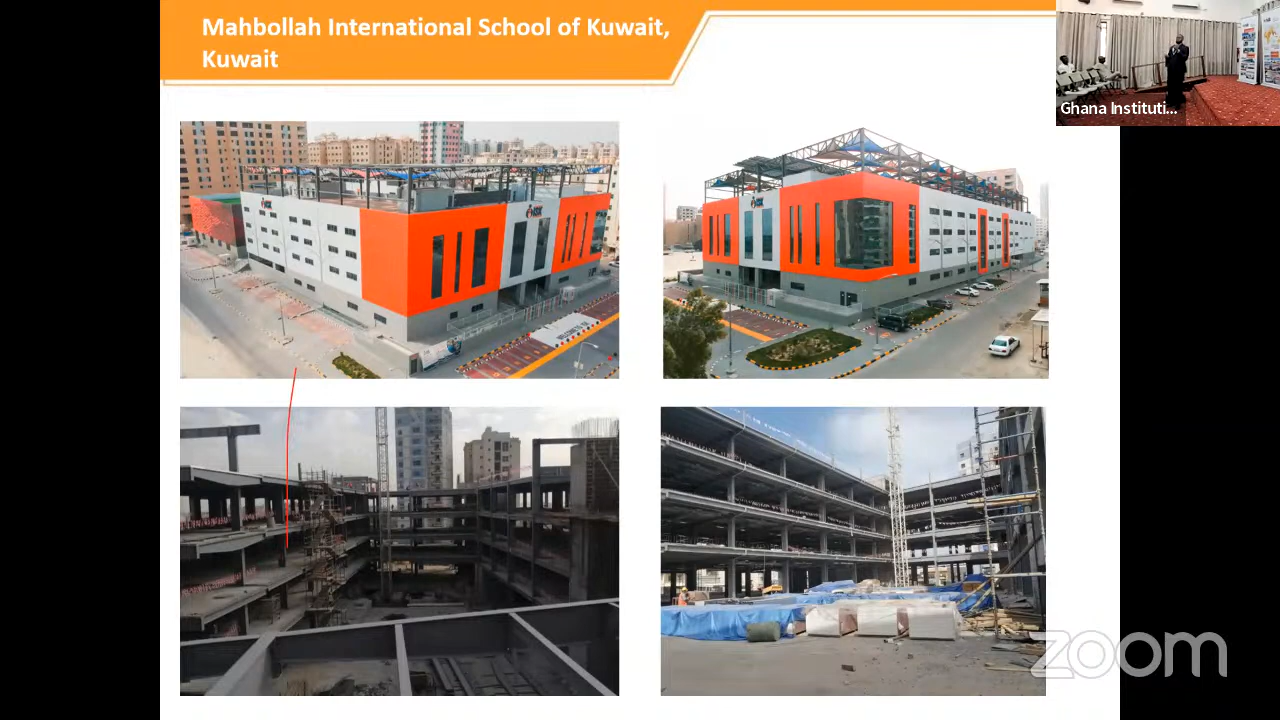 Mahbollah International School of Kuwait,
Kuwait
Ghana Instituti...
zoom